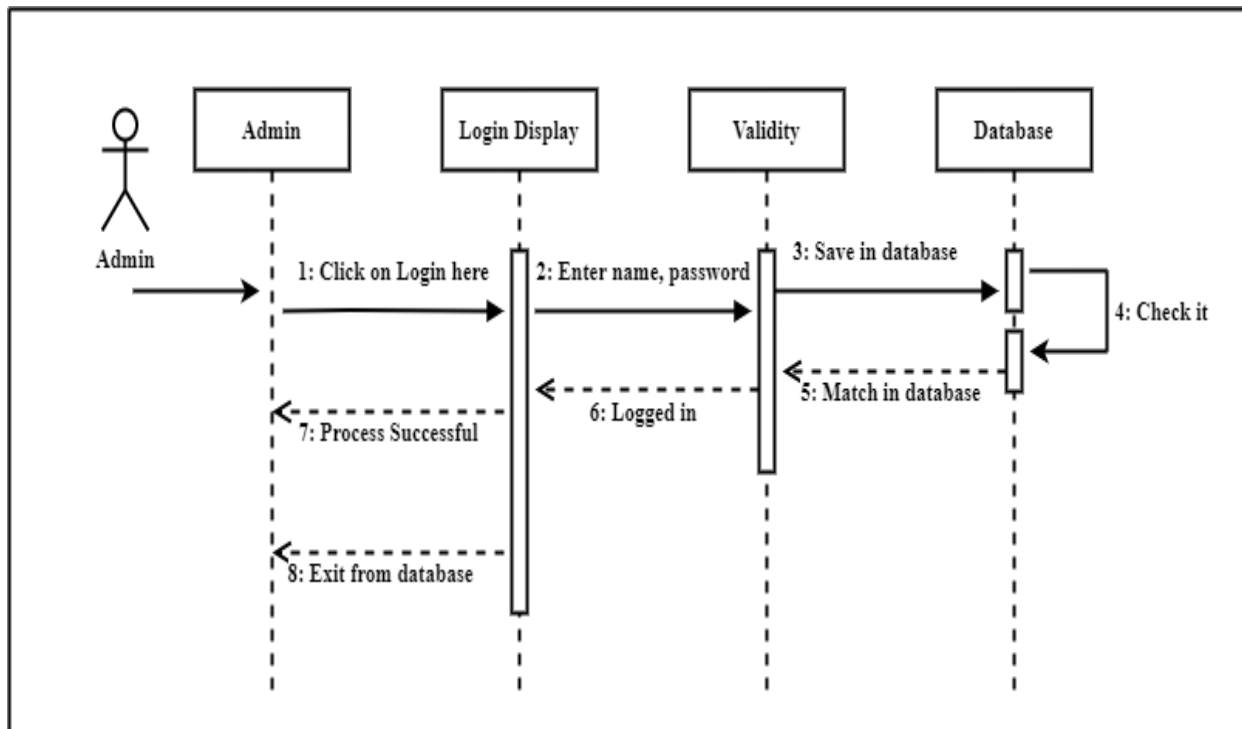 Admin
Login Display
Validity
Database
Admin
1: Click on Login here
2: Enter name, password
3: Save in database
4: Check it
5: Match in database
6: Logged in
7: Process Successful
8: Exit from database